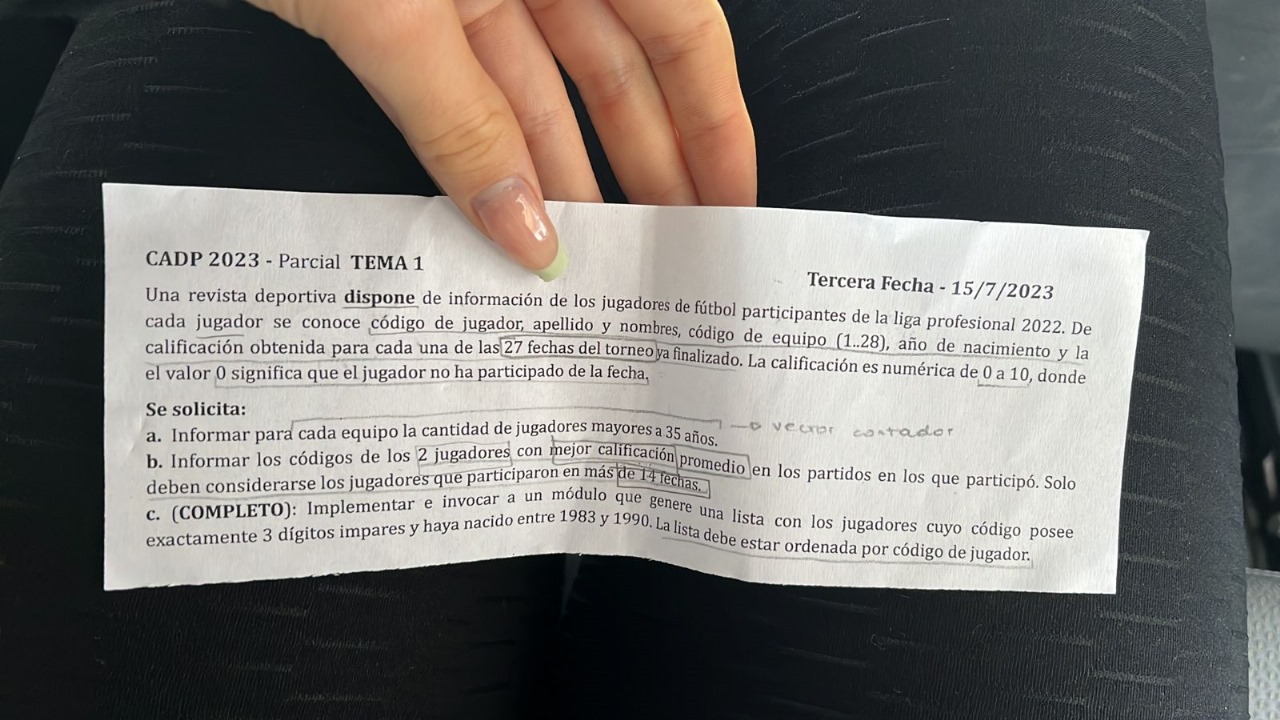 CADP 2023 - Parcial TEMA 1
Tercera Fecha - 15/7/2023
Una revista deportiva dispone de información de los jugadores de fútbol participantes de la liga profesional 2022. De
cada jugador se conoce código de jugador, apellido y nombres, código de equipo (1..28), año de nacimiento y la
calificación obtenida para cada una de las 27 fechas del torneo ya finalizado. La calificación es numérica de 0 a 10, donde
el valor 0 significa que el jugador no ha participado de la fecha.
Se solicita:
a. Informar para cada equipo la cantidad de jugadores mayores a 35 años. → vector contador
b. Informar los códigos de los 2 jugadores con mejor calificación promedio en los partidos en los que participó. Solo
deben considerarse los jugadores que participaron en más de 14 fechas.
c. (COMPLETO): Implementar e invocar a un módulo que genere una lista con los jugadores cuyo código posee
exactamente 3 dígitos impares y haya nacido entre 1983 y 1990. La lista debe estar ordenada por código de jugador.